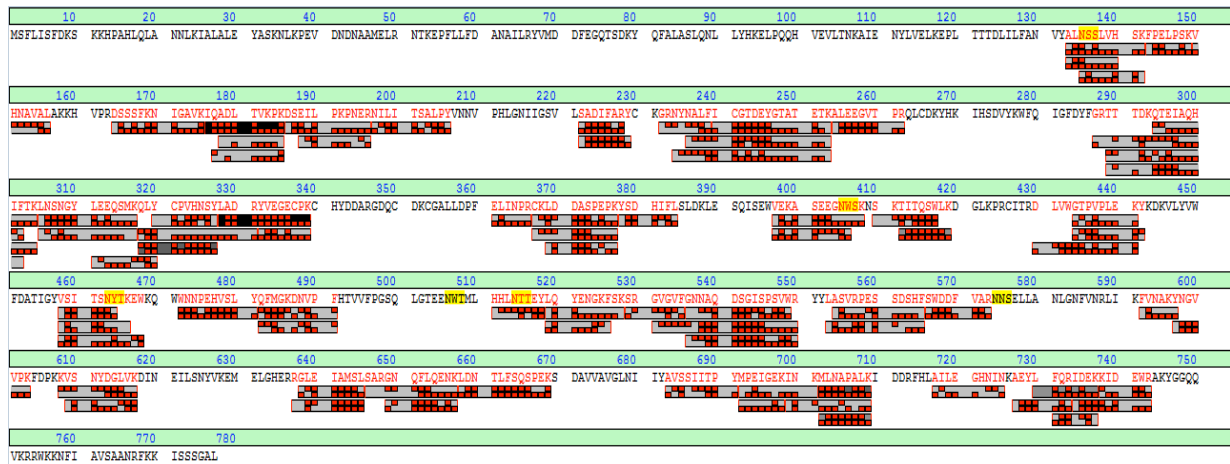 10 20 30 40 50 60 70 80 90 100 110 120 130 140 150
MSFLISFDKS KKHPAHLQLA NNLKIALALE YASKNLKPEV DNDNAAMELR NTKEPFLLFD ANAILRYVMD DFEGQTSDKY QFALASLQNL LYHKELPQQH VEVLTNKAIE NYLVELKEPL TTTDLILFAN VYALNSSLVH SKFPELPSKV
160 170 180 190 200 210 220 230 240 250 260 270 280 290 300
HNAVALAKKH VPRDSSSFKN IGAVKIQADL TVKPKDSEIL PKPNERNILI TSALPYVNNV PHLGNIIGSV LSADIFARYC KGRNYNALFI CGTDEYGTAT ETKALEEGVT PRQLCDKYHK IHSDVYKWFQ IGFDYFGRTT TDKQTEIAQH
310 320 330 340 350 360 370 380 390 400 410 420 430 440 450
IFTKLNSNGY LEEQSMKQLY CPVHNSYLAD RYVEGECPKC HYDDARGDQC DKCGALLDPF ELINPRCKLD DASPEPKYSD HIFLSLDKLE SQISEWVEKA SEEGNWSKNS KTITQSWLKD GLKPRCITRD LVWGTPVPLE KYKDKVLYVW
460 470 480 490 500 510 520 530 540 550 560 570 580 590 600
FDATIGYVSI TSNYTKEWKQ WWNNPEHVSL YQFMGKDNVP FHTVVFPGSQ LGTEENWTML HHLNTTEYLQ YENGKFSKSR GVGVFGNNAQ DSGISPSVWR YYLASVRPES SDSHFSWDDF VARNNSELLA NLGNFVNRLI KFVNAKYNGV
610 620 630 640 650 660 670 680 690 700 710 720 730 740 750
VPKFDPKKVS NYDGLVKDIN EILSNYVKEM ELGHERRGLE IAMSLSARGN QFLQENKLDN TLFSQSPEKS DAVVAVGLNI IYAVSSIITP YMPEIGEKIN KMLNAPALKI DDRFHLAILE GHNINKAEYL FQRIDEKKID EWRAKYGGQQ
760 770 780
VKRRWKKNFI AVSAANRFKK ISSSGAL